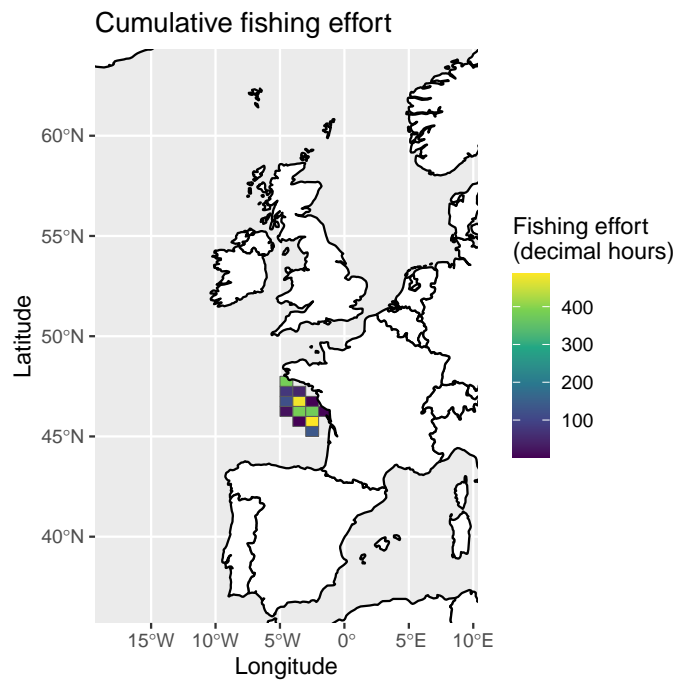 Cumulative fishing effort
60°N
55°N
50°N
45°N
40°N
Latitude
15°W 10°W 5°W 0° 5°E 10°E
Longitude
Fishing effort
(decimal hours)
400
300
200
100